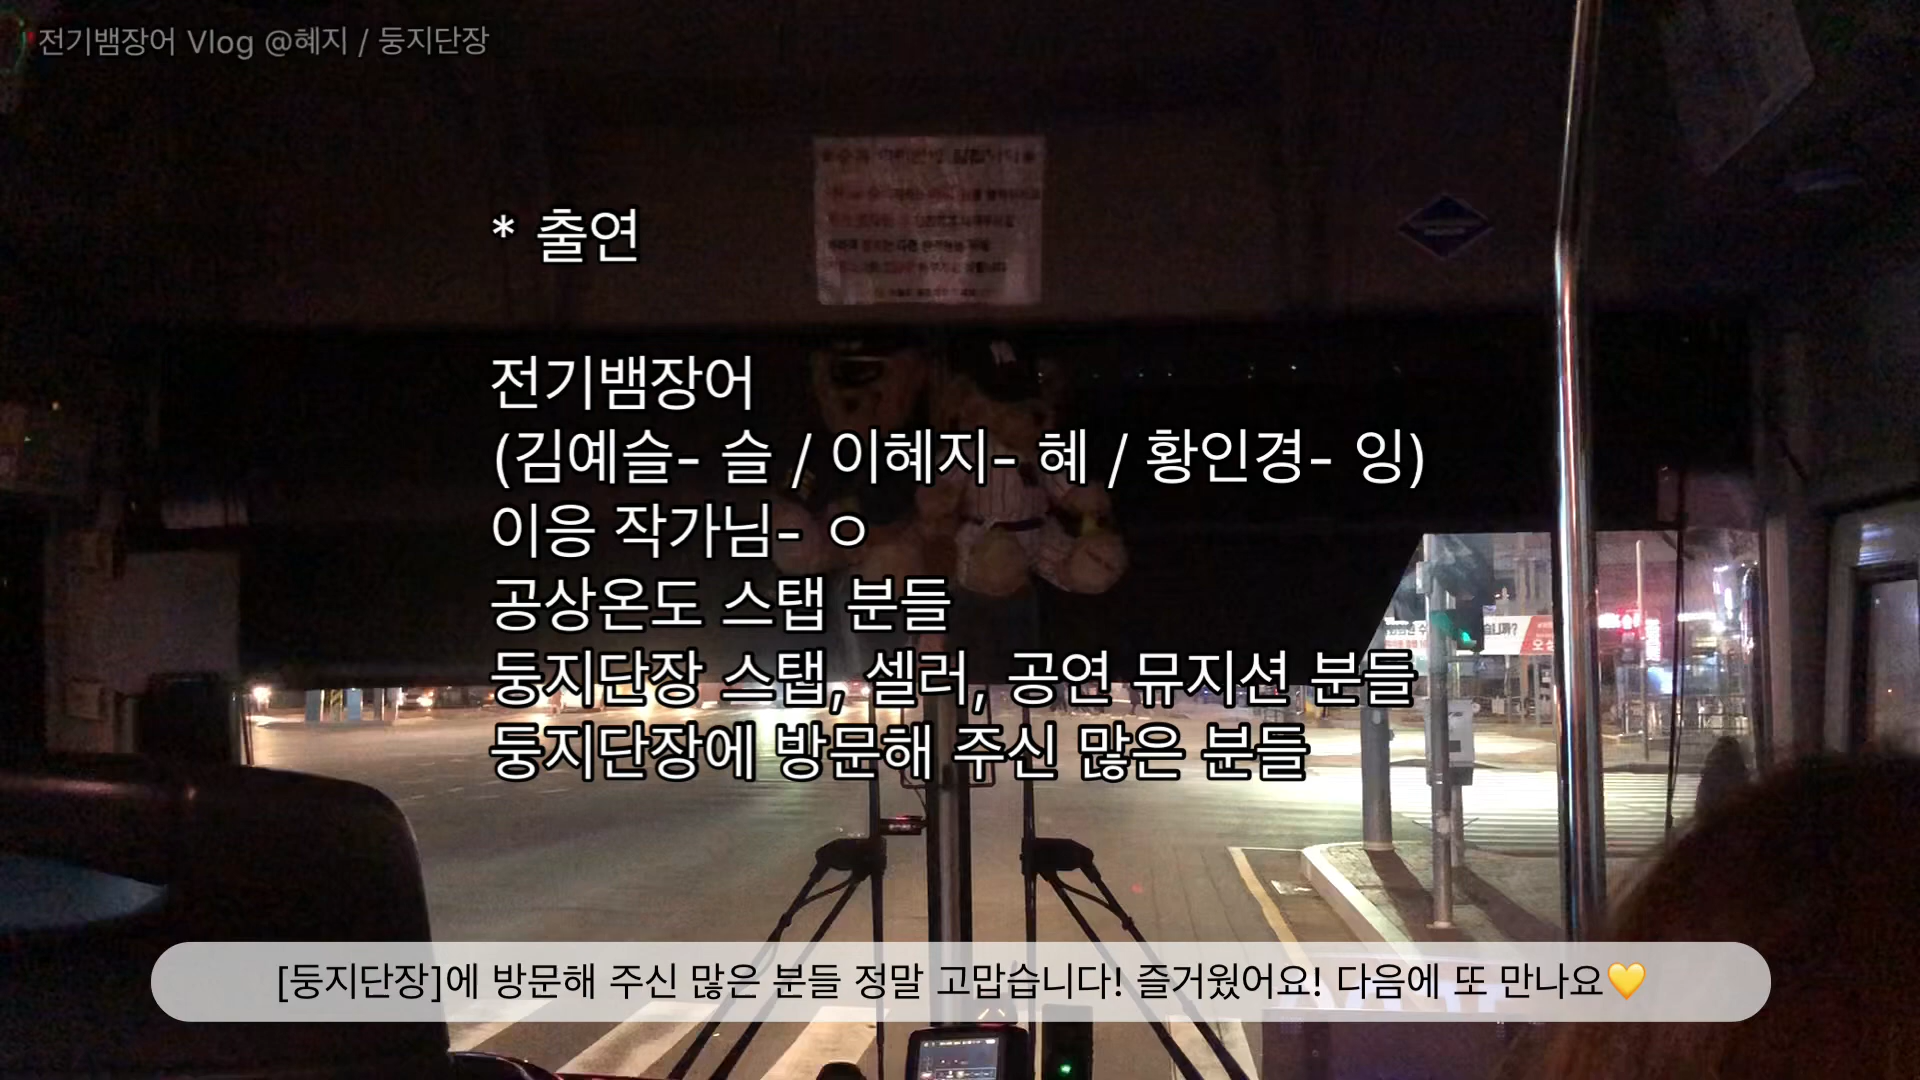 전기뱀장어 Vlog @혜지 / 둥지단장
* 출연
전기뱀장어
(김예슬- 슬 / 이혜지- 혜 / 황인경- 잉)
이응 작가님- ㅇ
공상온도 스탭 분들
둥지단장 스탭, 셀러, 공연 뮤지션 분들
둥지단장에 방문해 주신 많은 분들
[둥지단장]에 방문해 주신 많은 분들 정말 고맙습니다! 즐거웠어요! 다음에 또 만나요💛